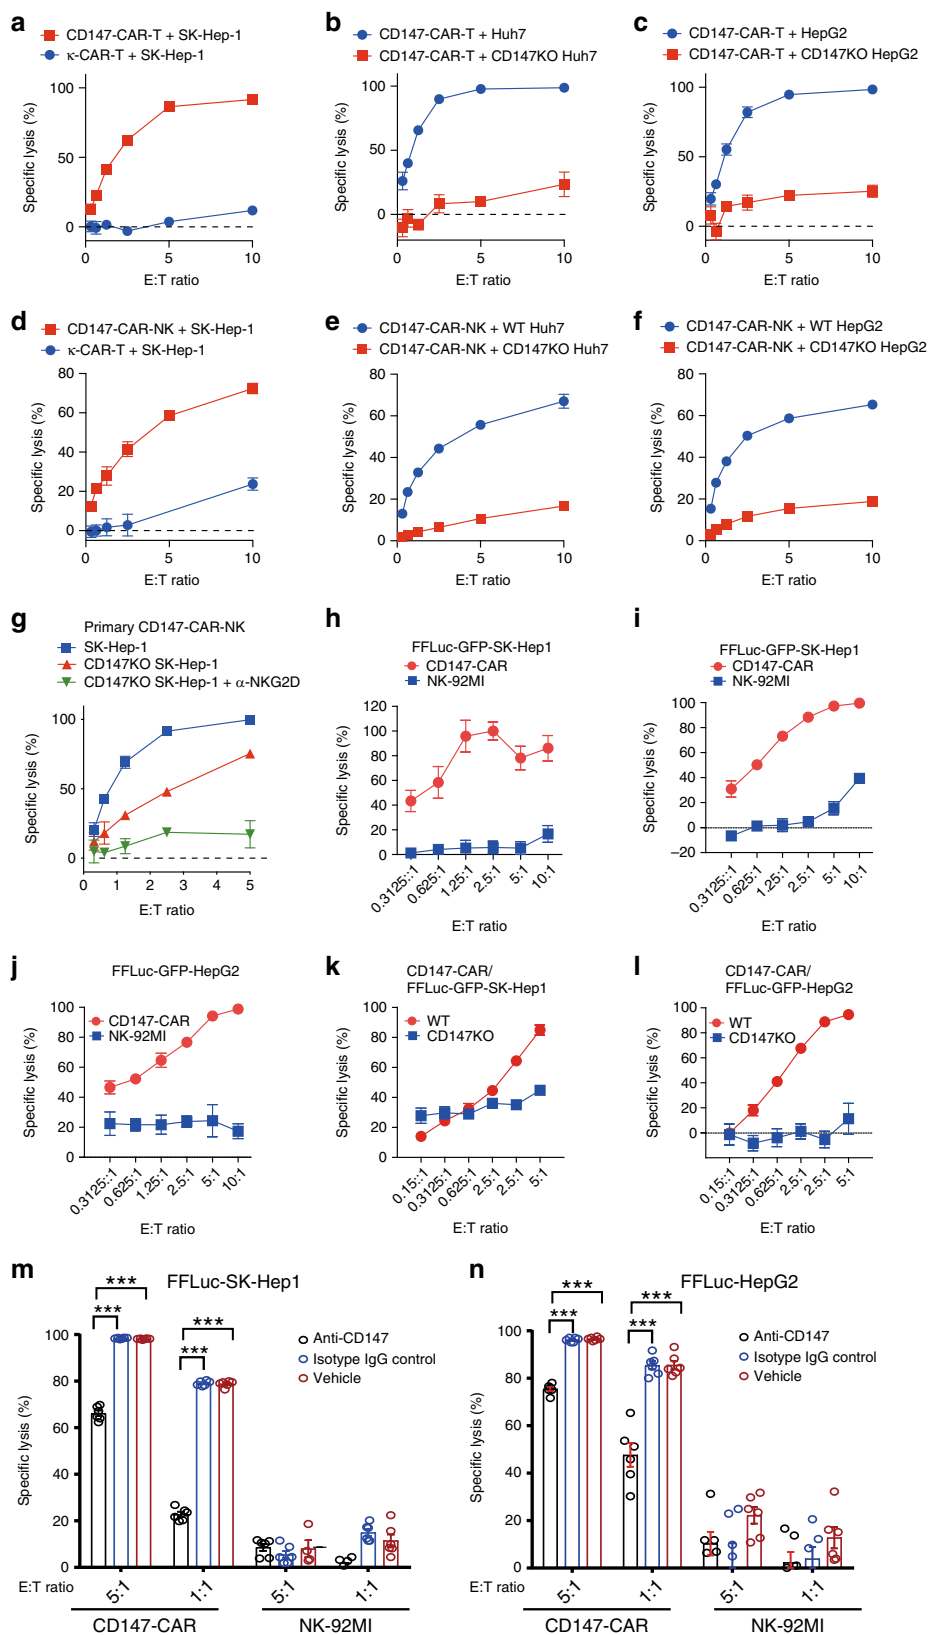 a
CD147-CAR-T + SK-Hep-1
κ-CAR-T + SK-Hep-1
Specific lysis (%)
100
50
0
0 5 10
E:T ratio
b
CD147-CAR-T + Huh7
CD147-CAR-T + CD147KO Huh7
Specific lysis (%)
100
50
0
0 5 10
E:T ratio
c
CD147-CAR-T + HepG2
CD147-CAR-T + CD147KO HepG2
Specific lysis (%)
100
50
0
0 5 10
E:T ratio
d
CD147-CAR-NK + SK-Hep-1
κ-CAR-T + SK-Hep-1
Specific lysis (%)
80
60
40
20
0
0 5 10
E:T ratio
e
CD147-CAR-NK + WT Huh7
CD147-CAR-NK + CD147KO Huh7
Specific lysis (%)
80
60
40
20
0
0 5 10
E:T ratio
f
CD147-CAR-NK + WT HepG2
CD147-CAR-NK + CD147KO HepG2
Specific lysis (%)
80
60
40
20
0
0 5 10
E:T ratio
g
Primary CD147-CAR-NK
SK-Hep-1
CD147KO SK-Hep-1
CD147KO SK-Hep-1 + α-NKG2D
Specific lysis (%)
100
50
0
0 1 2 3 4 5
E:T ratio
h
FFLuc-GFP-SK-Hep1
CD147-CAR
NK-92MI
Specific lysis (%)
120
100
80
60
40
20
0
0.3125::1 0.625:1 1.25:1 2.5:1 5:1 10:1
E:T ratio
i
FFLuc-GFP-SK-Hep1
CD147-CAR
NK-92MI
Specific lysis (%)
100
80
60
40
20
0
−20
0.3125::1 0.625:1 1.25:1 2.5:1 5:1 10:1
E:T ratio
j
FFLuc-GFP-HepG2
CD147-CAR
NK-92MI
Specific lysis (%)
100
80
60
40
20
0
0.3125::1 0.625:1 1.25:1 2.5:1 5:1 10:1
E:T ratio
k
CD147-CAR/
FFLuc-GFP-SK-Hep1
WT
CD147KO
Specific lysis (%)
100
80
60
40
20
0
0.15::1 0.3125:1 0.625:1 2.5:1 2.5:1 5:1
E:T ratio
l
CD147-CAR/
FFLuc-GFP-HepG2
WT
CD147KO
Specific lysis (%)
100
80
60
40
20
0
0.15::1 0.3125:1 0.625:1 2.5:1 2.5:1 5:1
E:T ratio
m
FFLuc-SK-Hep1
*** *** *** ***
Anti-CD147
Isotype IgG control
Vehicle
Specific lysis (%)
100
80
60
40
20
0
E:T ratio
5:1 1:1 5:1 1:1
CD147-CAR NK-92MI
n
FFLuc-HepG2
*** *** *** ***
Anti-CD147
Isotype IgG control
Vehicle
Specific lysis (%)
100
80
60
40
20
0
E:T ratio
5:1 1:1 5:1 1:1
CD147-CAR NK-92MI